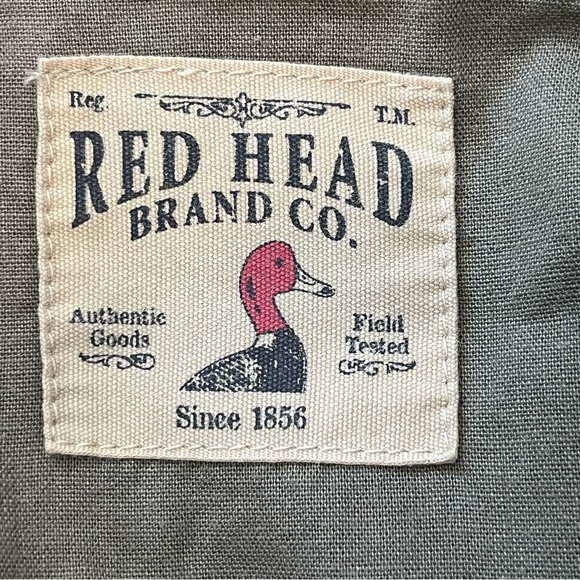 Reg. T.M.
RED HEAD
BRAND CO.
Authentic Goods
Field Tested
Since 1856